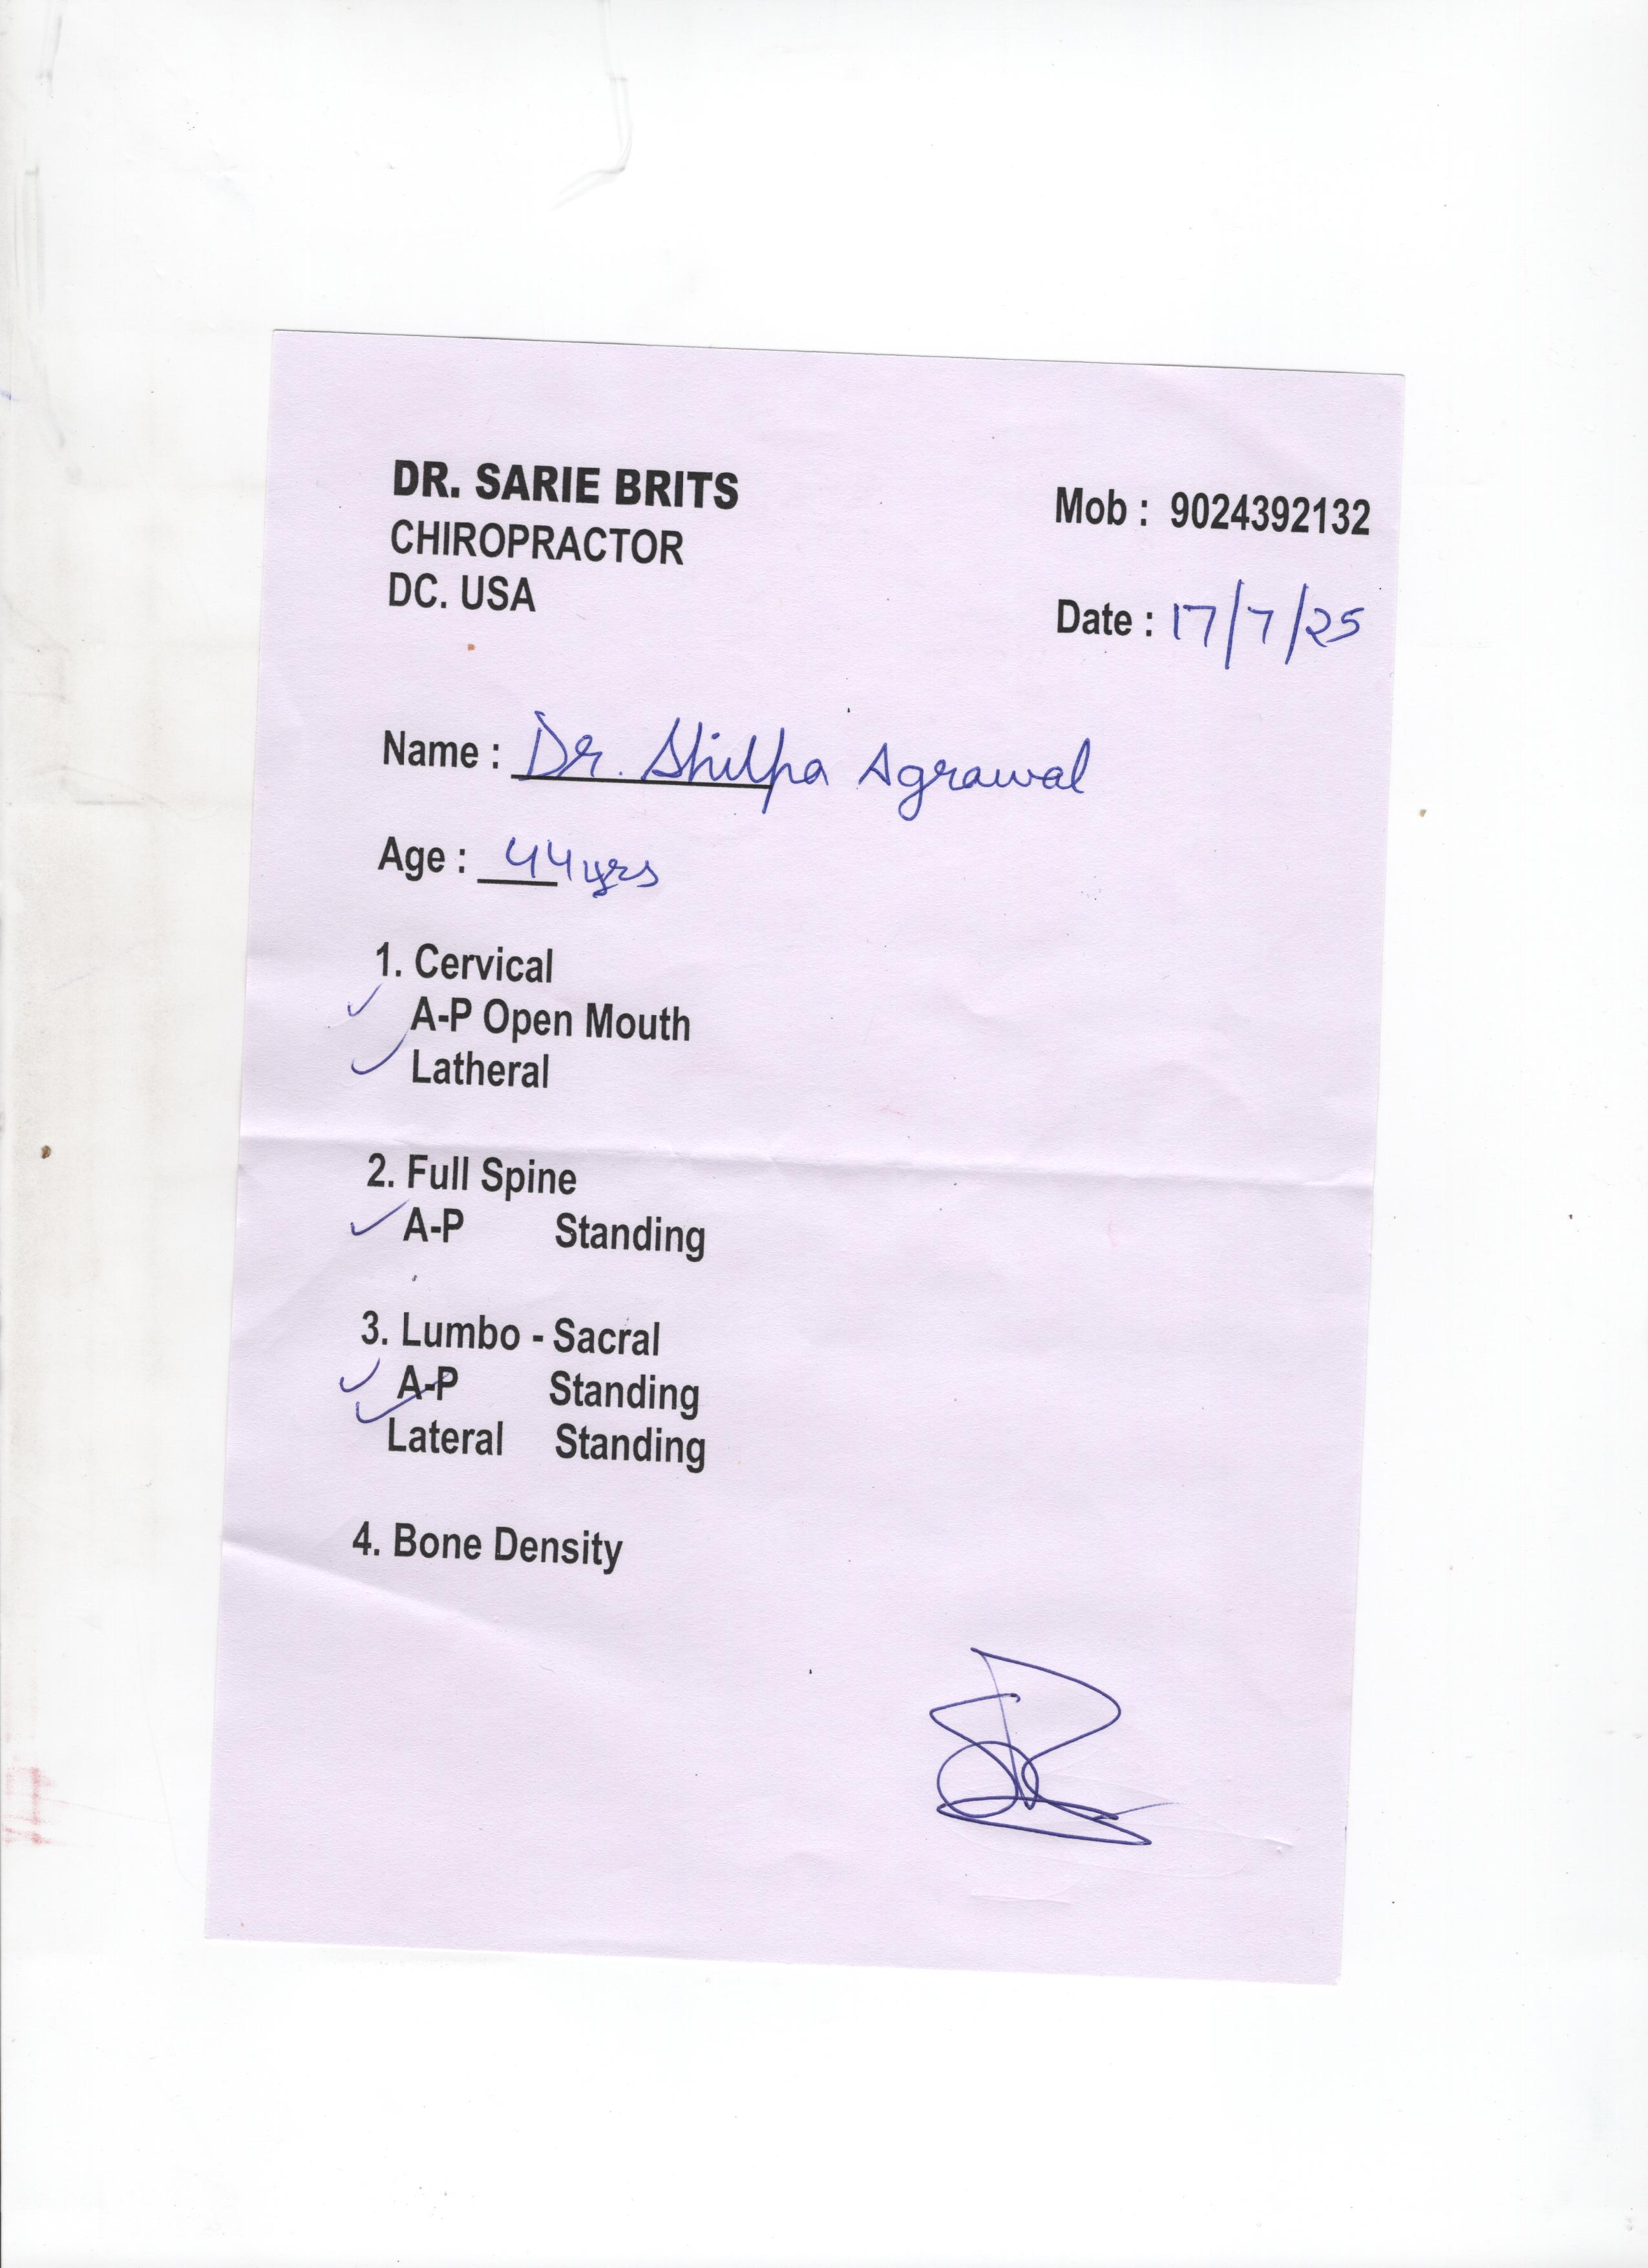 DR. SARIE BRITS
CHIROPRACTOR
DC. USA
Mob : 9024392132
Date : 17/7/25
Name : Dr. Shilpa Agrawal
Age : 44 yrs
1. Cervical
✓ A-P Open Mouth
✓ Latheral
2. Full Spine
✓ A-P Standing
3. Lumbo - Sacral
✓ A-P Standing
✓ Lateral Standing
4. Bone Density